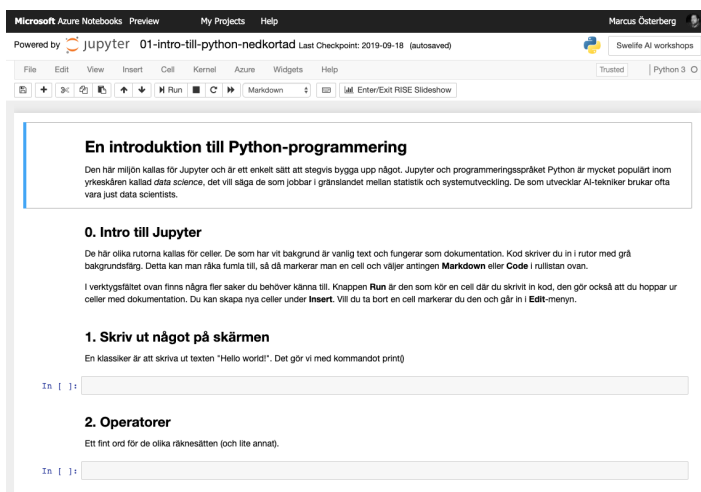 Microsoft Azure Notebooks Preview My Projects Help Marcus Österberg
Powered by jupyter 01-intro-till-python-nedkortad Last Checkpoint: 2019-09-18 (autosaved) Swelife AI workshops
File Edit View Insert Cell Kernel Azure Widgets Help Trusted Python 3
Run Markdown Enter/Exit RISE Slideshow
En introduktion till Python-programmering
Den här miljön kallas för Jupyter och är ett enkelt sätt att stegvis bygga upp något. Jupyter och programmeringsspråket Python är mycket populärt inom
yrkeskåren kallad data science, det vill säga de som jobbar i gränslandet mellan statistik och systemutveckling. De som utvecklar AI-tekniker brukar ofta
vara just data scientists.
0. Intro till Jupyter
De här olika rutorna kallas för celler. De som har vit bakgrund är vanlig text och fungerar som dokumentation. Kod skriver du in i rutor med grå
bakgrundsfärg. Detta kan man råka fumla till, så då markerar man en cell och väljer antingen Markdown eller Code i rullistan ovan.
I verktygsfältet ovan finns några fler saker du behöver känna till. Knappen Run är den som kör en cell där du skrivit in kod, den gör också att du hoppar ur
celler med dokumentation. Du kan skapa nya celler under Insert. Vill du ta bort en cell markerar du den och går in i Edit-menyn.
1. Skriv ut något på skärmen
En klassiker är att skriva ut texten "Hello world!". Det gör vi med kommandot print()
In [ ]:
2. Operatorer
Ett fint ord för de olika räknesätten (och lite annat).
In [ ]: